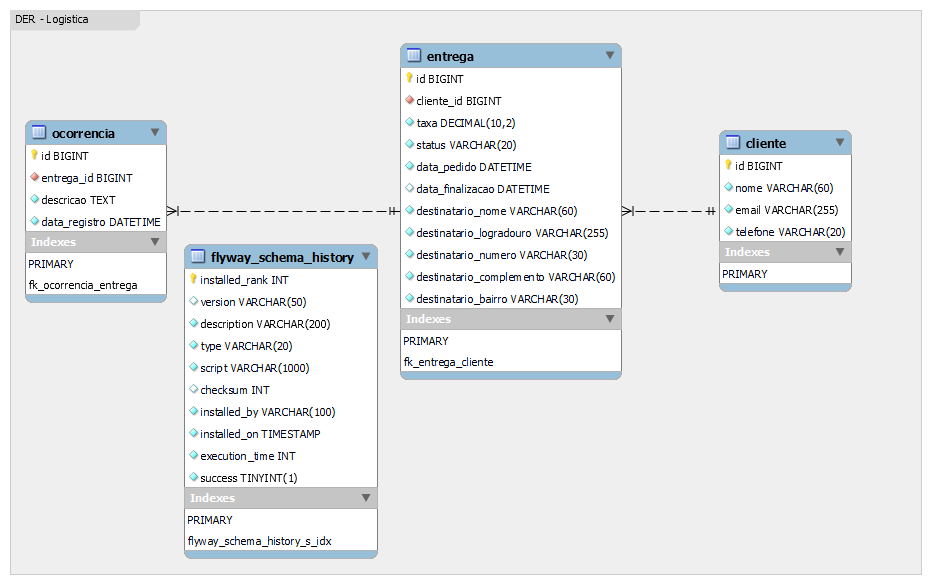 DER - Logistica
ocorrencia
id BIGINT
entrega_id BIGINT
descricao TEXT
data_registro DATETIME
Indexes
PRIMARY
fk_ocorrencia_entrega
flyway_schema_history
installed_rank INT
version VARCHAR(50)
description VARCHAR(200)
type VARCHAR(20)
script VARCHAR(1000)
checksum INT
installed_by VARCHAR(100)
installed_on TIMESTAMP
execution_time INT
success TINYINT(1)
Indexes
PRIMARY
flyway_schema_history_s_idx
entrega
id BIGINT
cliente_id BIGINT
taxa DECIMAL(10,2)
status VARCHAR(20)
data_pedido DATETIME
data_finalizacao DATETIME
destinatario_nome VARCHAR(60)
destinatario_logradouro VARCHAR(255)
destinatario_numero VARCHAR(30)
destinatario_complemento VARCHAR(60)
destinatario_bairro VARCHAR(30)
Indexes
PRIMARY
fk_entrega_cliente
cliente
id BIGINT
nome VARCHAR(60)
email VARCHAR(255)
telefone VARCHAR(20)
Indexes
PRIMARY